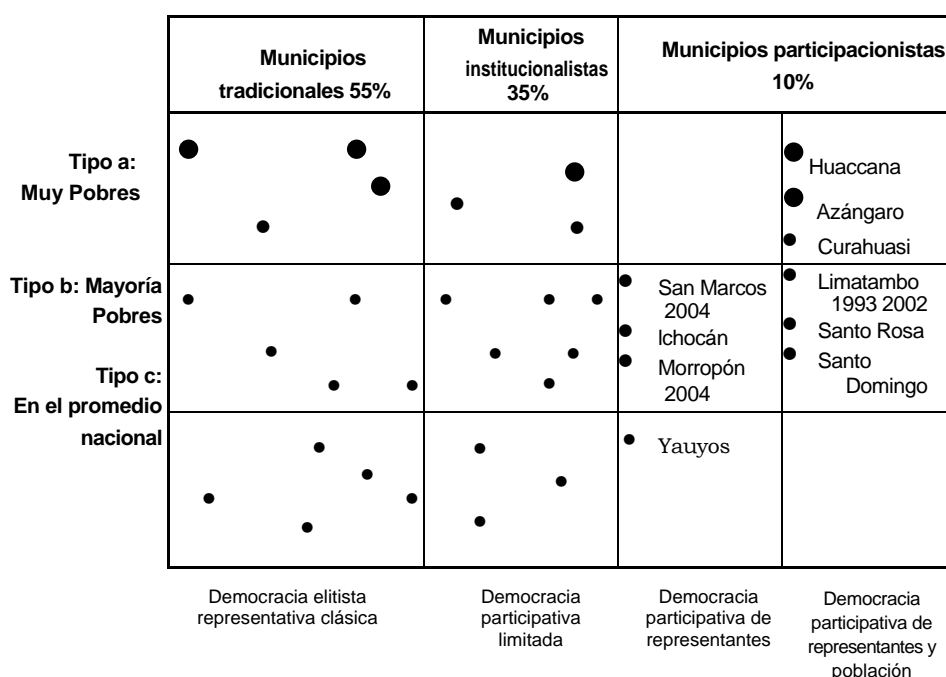 Municipios
tradicionales 55%
Municipios
institucionalistas
35%
Municipios participacionistas
10%
Tipo a:
Muy Pobres
Huaccana
Azángaro
Curahuasi
Tipo b: Mayoría
Pobres
San Marcos
2004
Ichocán
Morropón
2004
Limatambo
1993 2002
Santo Rosa
Santo
Domingo
Tipo c:
En el promedio
nacional
Yauyos
Democracia elitista
representativa clásica
Democracia
participativa
limitada
Democracia
participativa de
representantes
Democracia
participativa de
representantes y
población